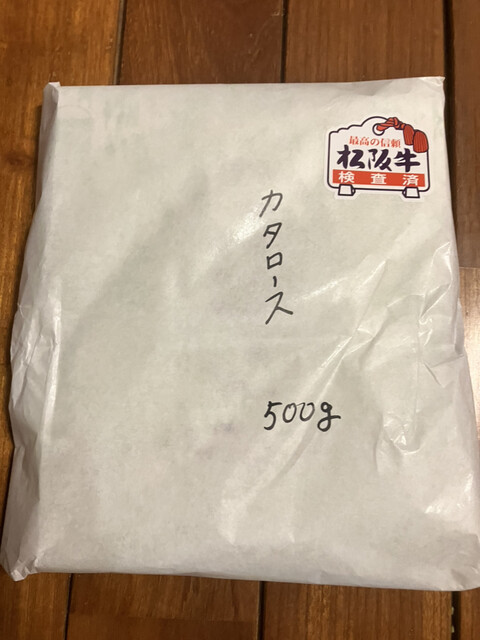 最高の信頼
松阪牛
検査済
カタロース
500g